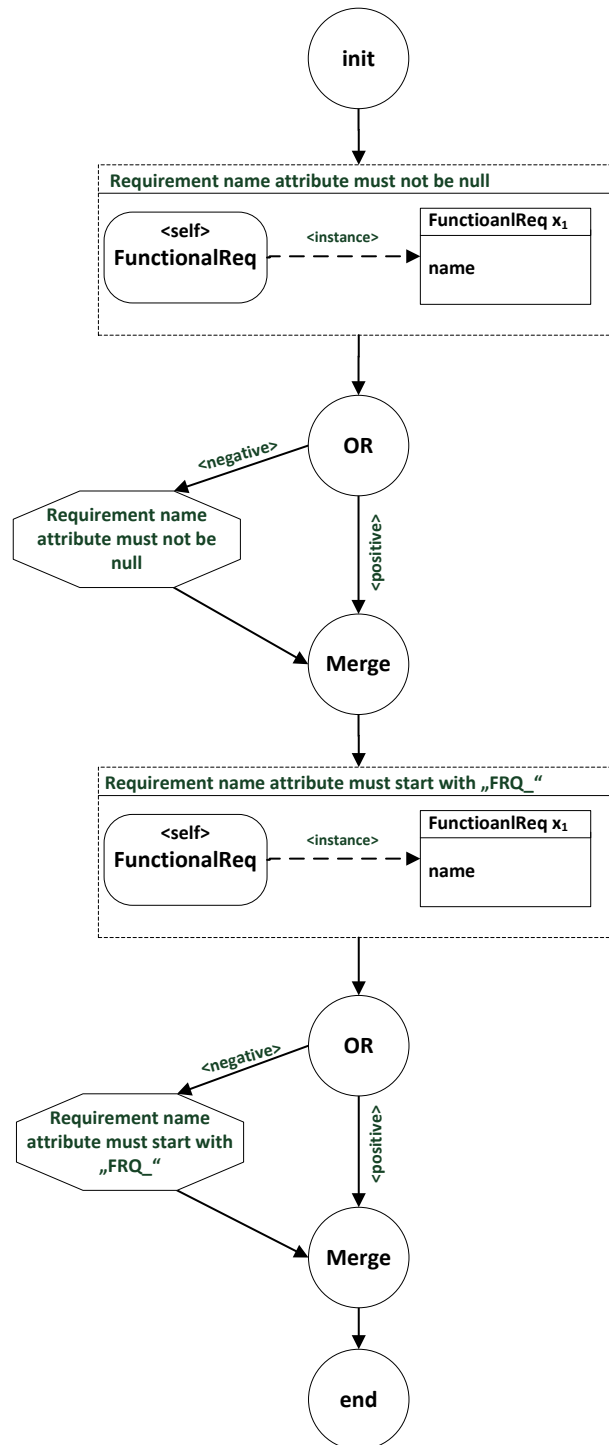 init
Requirement name attribute must not be null
<self>
FunctionalReq
<instance>
FunctioanlReq x₁
name
OR
<negative>
Requirement name
attribute must not be
null
<positive>
Merge
Requirement name attribute must start with „FRQ_“
<self>
FunctionalReq
<instance>
FunctioanlReq x₁
name
OR
<negative>
Requirement name
attribute must start with
„FRQ_“
<positive>
Merge
end